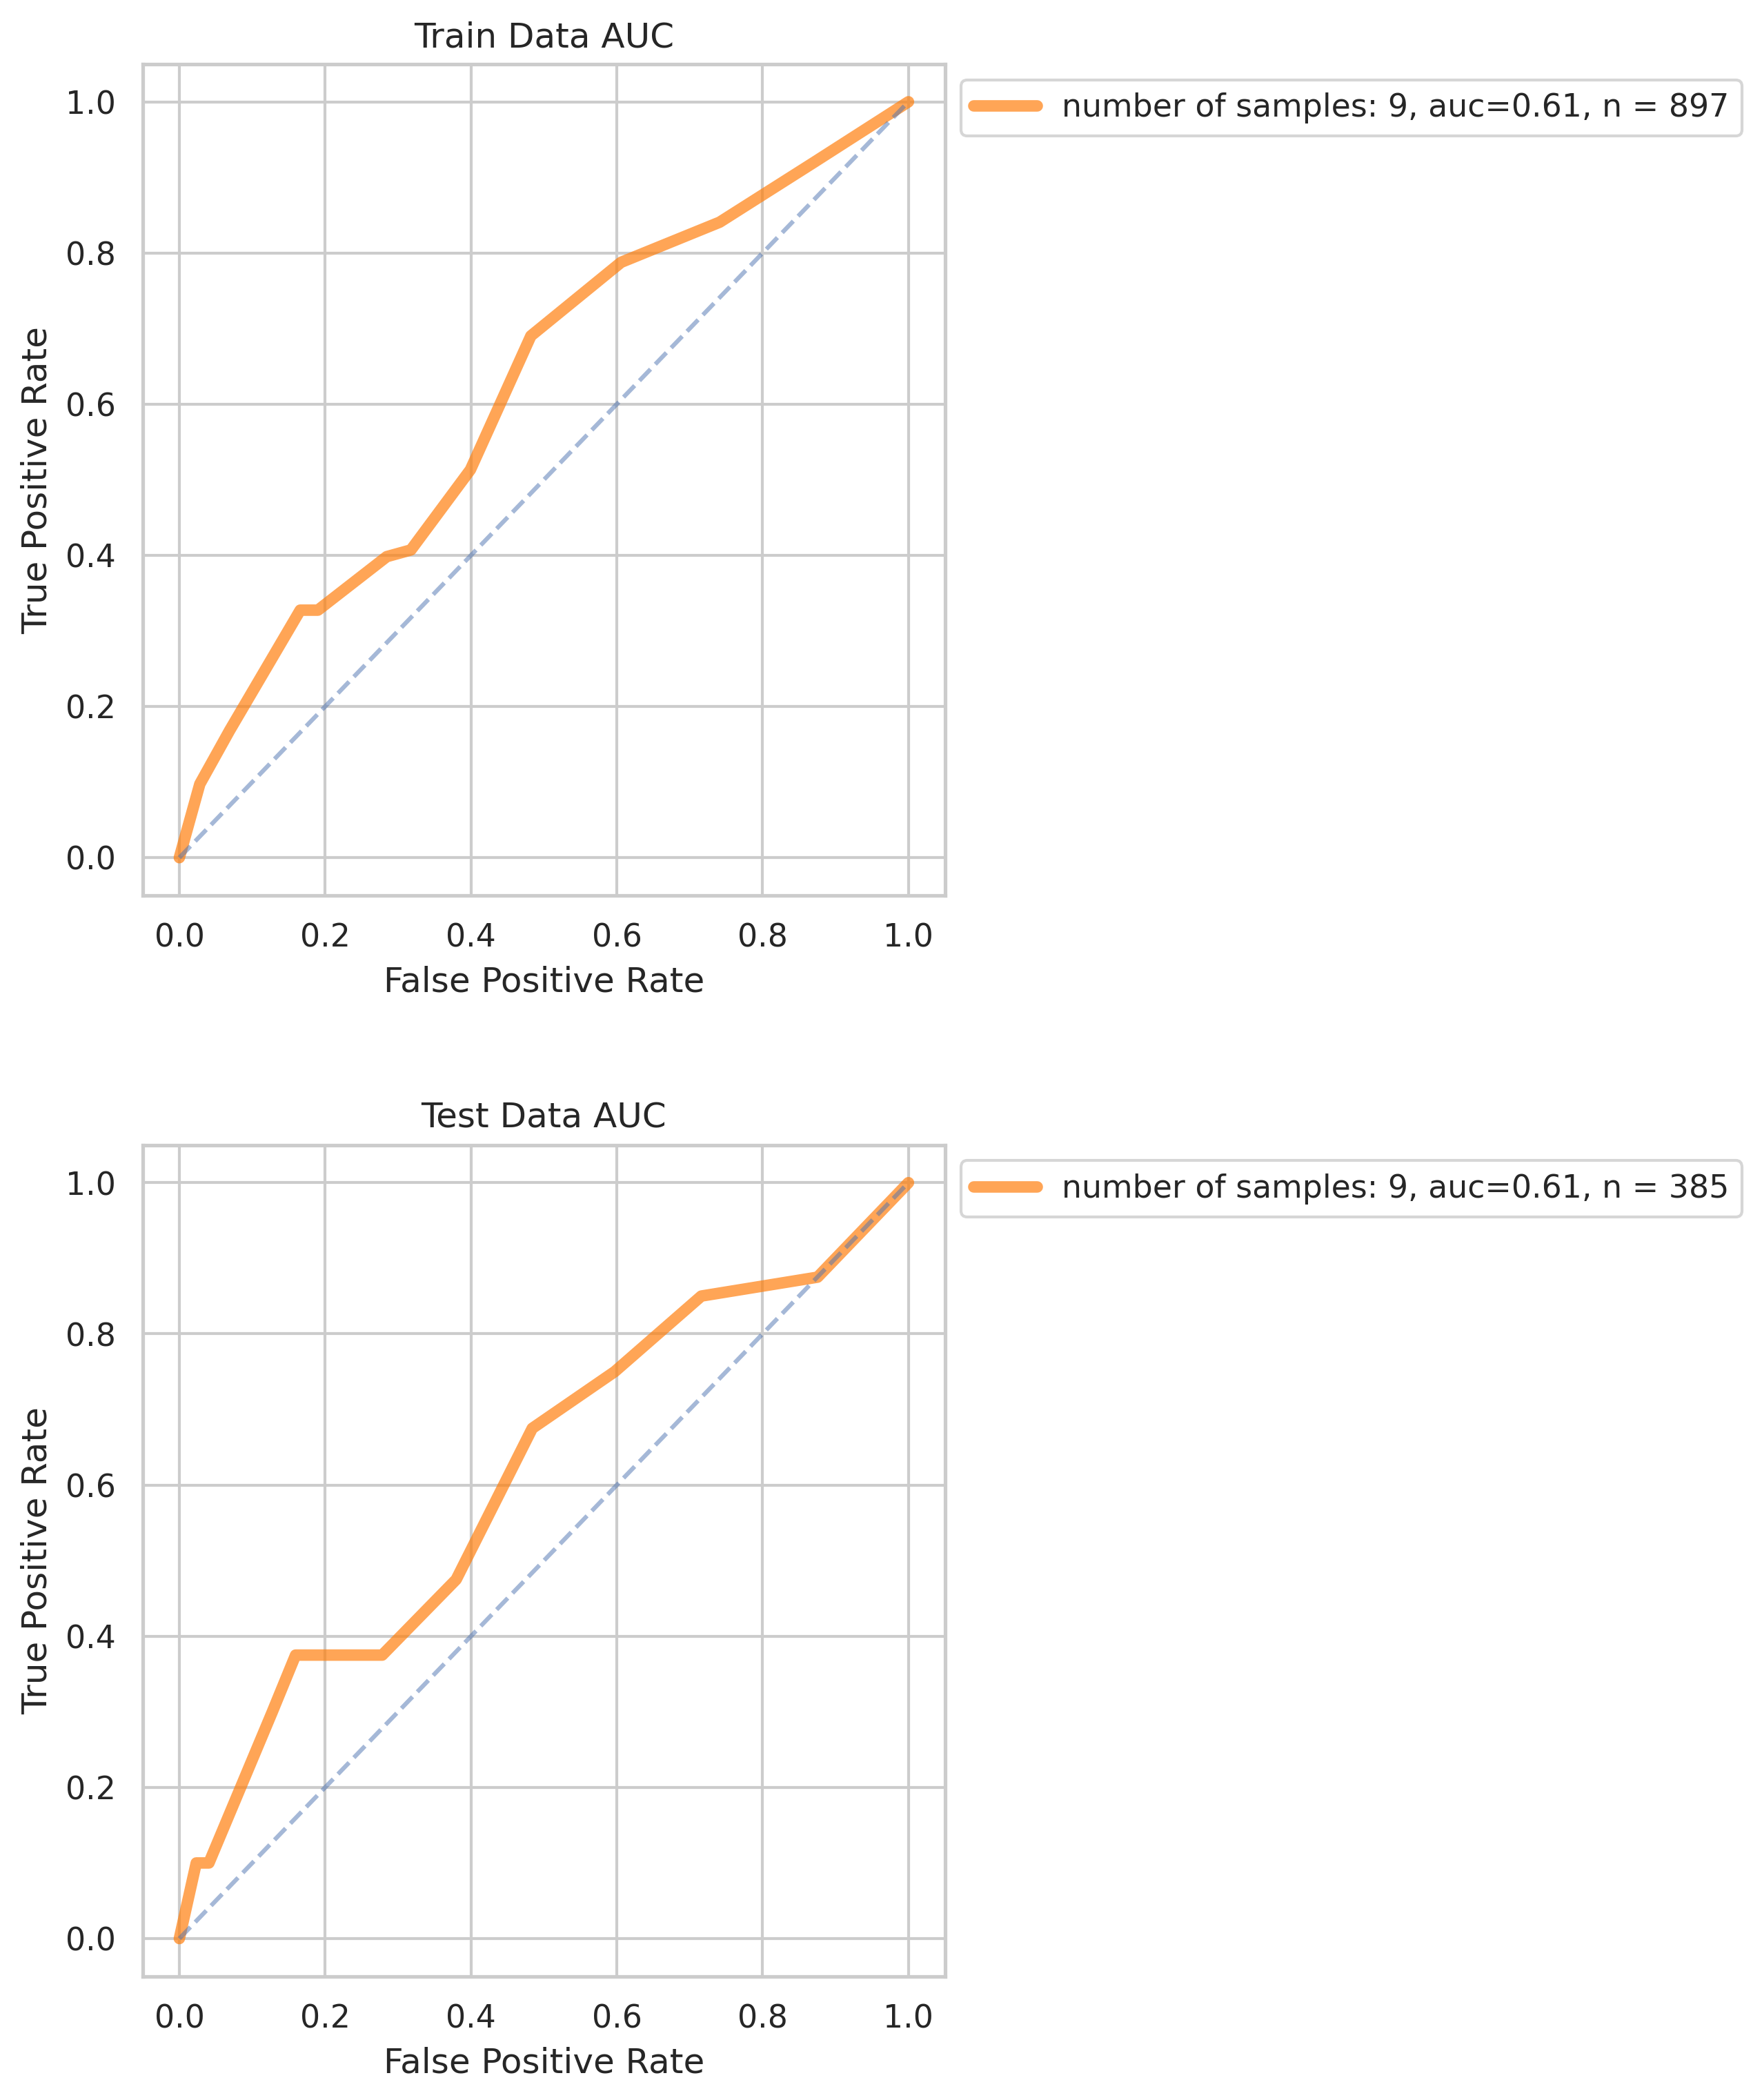 Train Data AUC
number of samples: 9, auc=0.61, n = 897
True Positive Rate
1.0
0.8
0.6
0.4
0.2
0.0
0.0 0.2 0.4 0.6 0.8 1.0
False Positive Rate
Test Data AUC
number of samples: 9, auc=0.61, n = 385
True Positive Rate
1.0
0.8
0.6
0.4
0.2
0.0
0.0 0.2 0.4 0.6 0.8 1.0
False Positive Rate